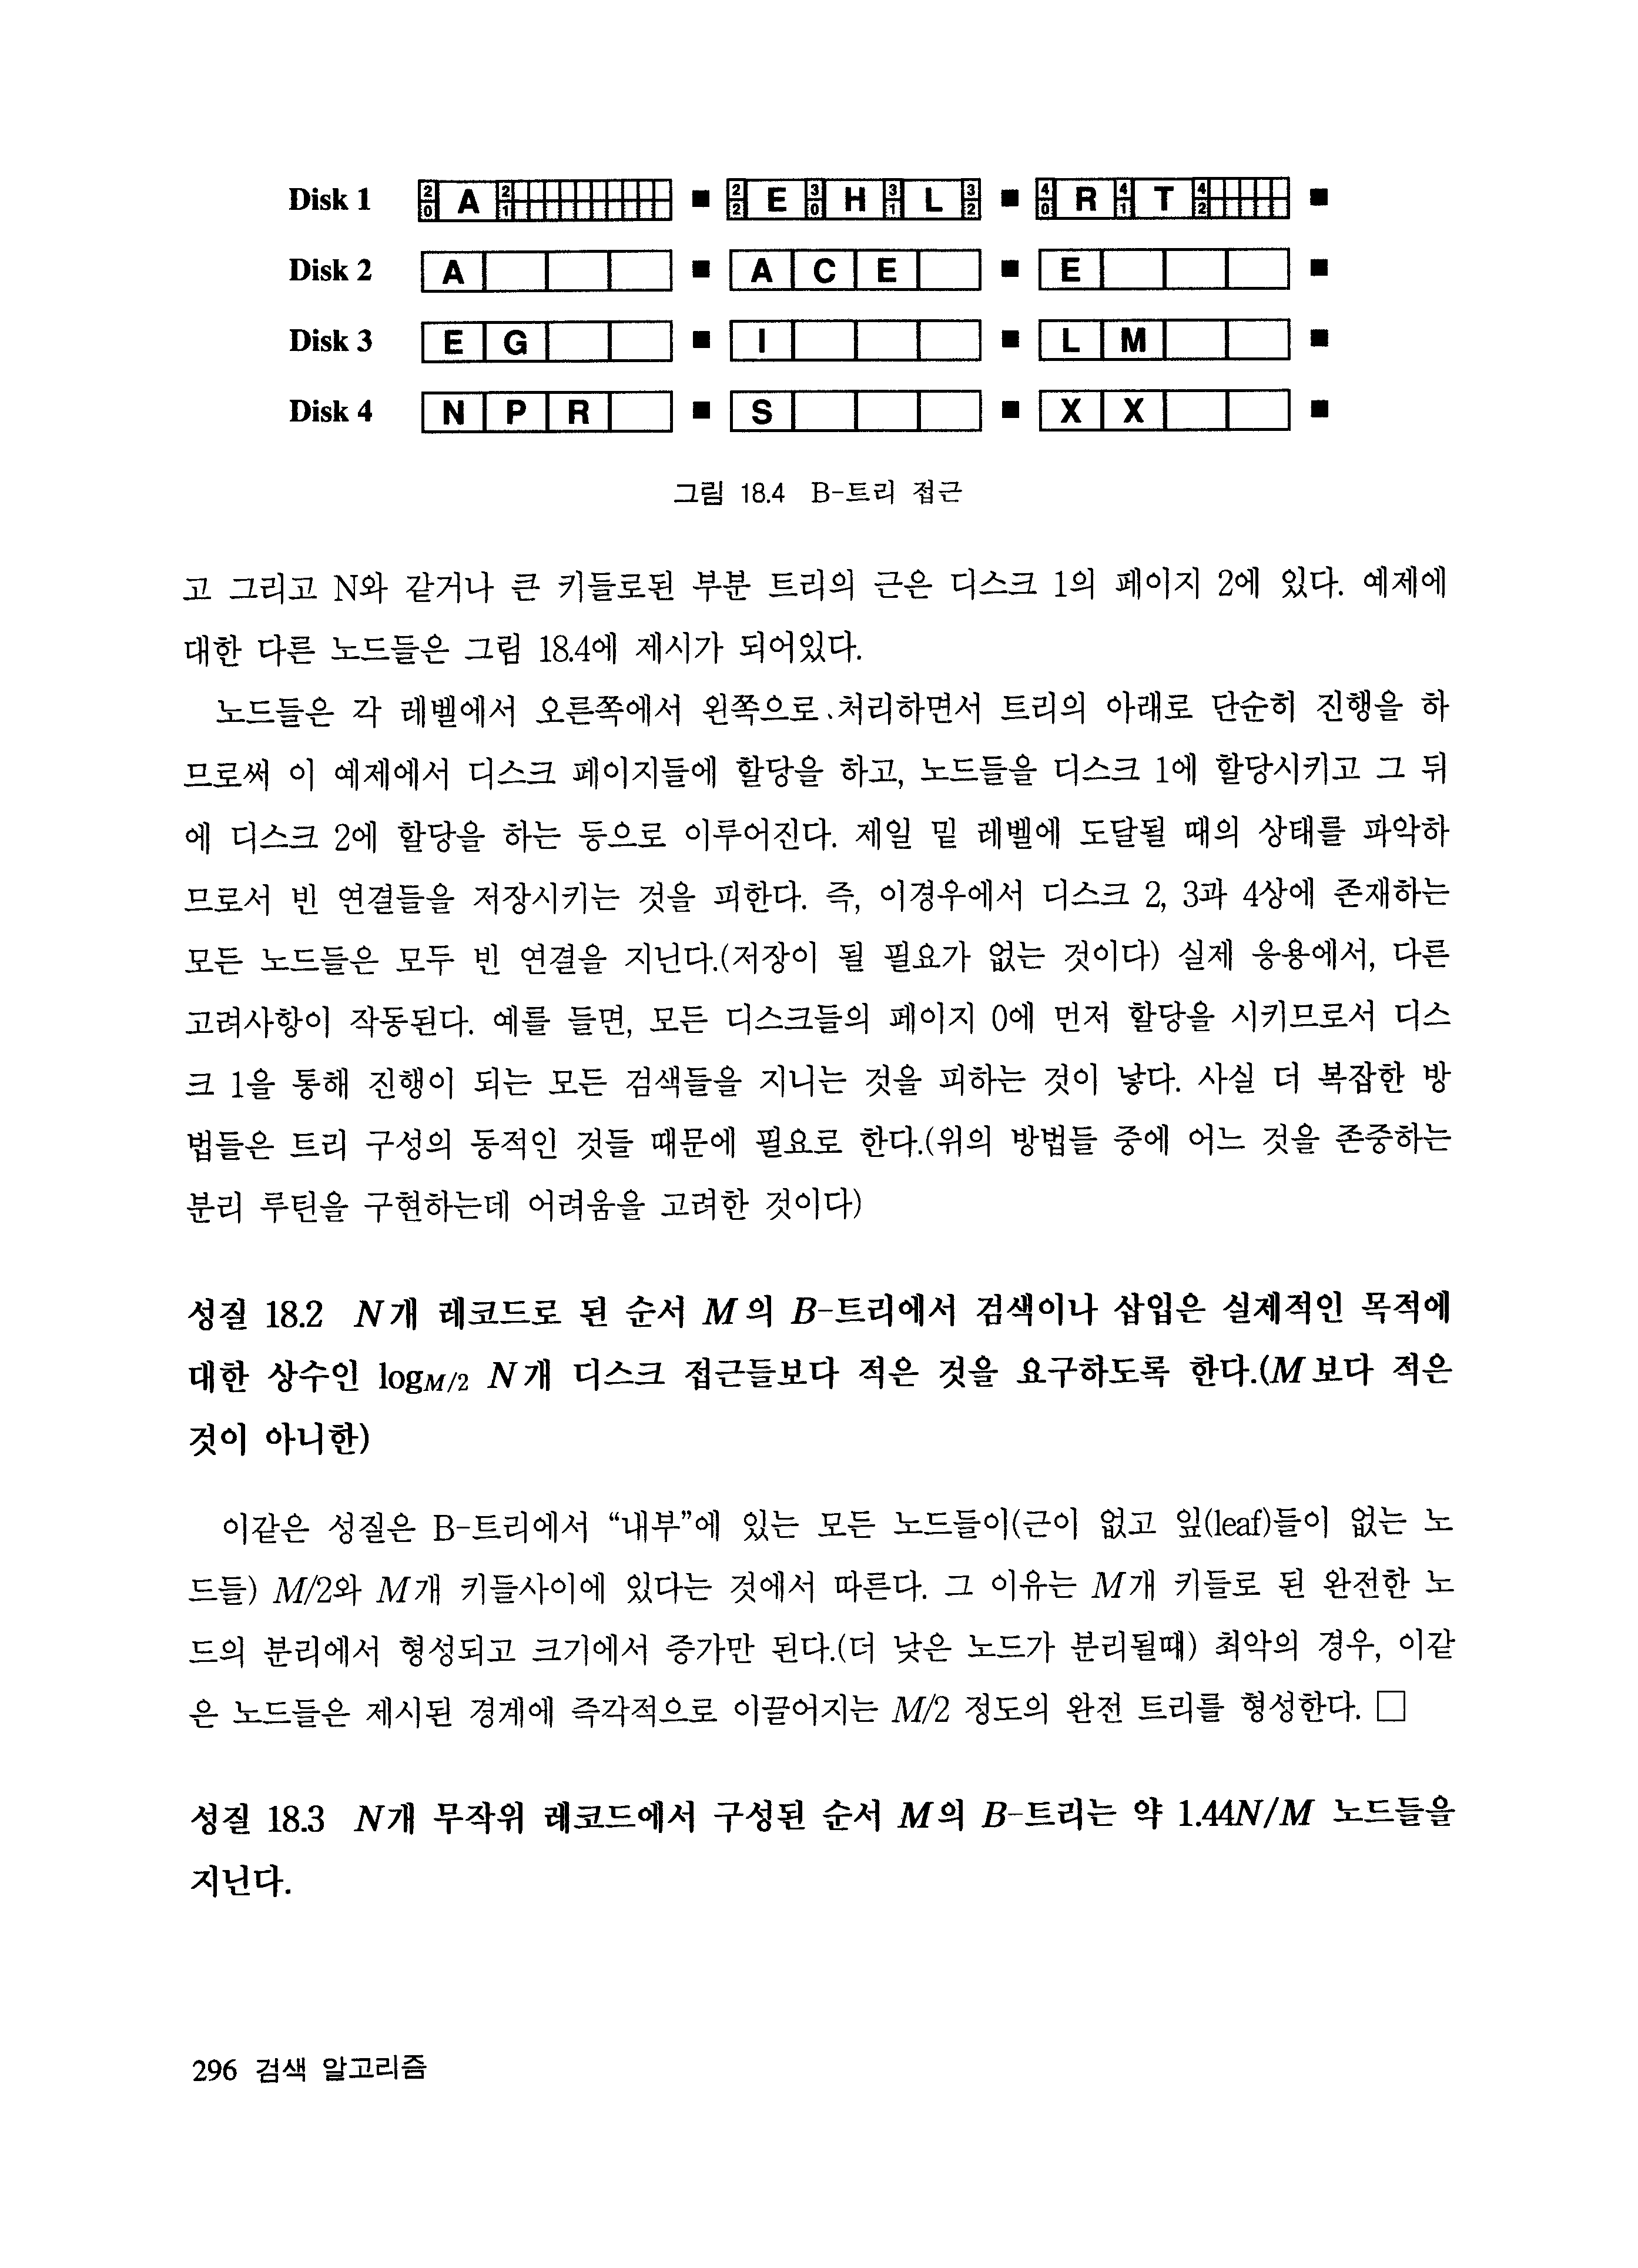 Disk 1 2 0 A 2 1 ■ 2 2 E 3 0 H 3 1 L 3 2 ■ 4 0 R 4 1 T 4 2 ■
Disk 2 A ■ A C E ■ E ■
Disk 3 E G ■ I ■ L M ■
Disk 4 N P R ■ S ■ X X ■
그림 18.4 B-트리 접근
고 그리고 N와 같거나 큰 키들로된 부분 트리의 근은 디스크 1의 페이지 2에 있다. 예제에
대한 다른 노드들은 그림 18.4에 제시가 되어있다.
노드들은 각 레벨에서 오른쪽에서 왼쪽으로 처리하면서 트리의 아래로 단순히 진행을 하
므로써 이 예제에서 디스크 페이지들에 할당을 하고, 노드들을 디스크 1에 할당시키고 그 뒤
에 디스크 2에 할당을 하는 등으로 이루어진다. 제일 밑 레벨에 도달될 때의 상태를 파악하
므로서 빈 연결들을 저장시키는 것을 피한다. 즉, 이경우에서 디스크 2, 3과 4상에 존재하는
모든 노드들은 모두 빈 연결을 지닌다.(저장이 될 필요가 없는 것이다) 실제 응용에서, 다른
고려사항이 작동된다. 예를 들면, 모든 디스크들의 페이지 0에 먼저 할당을 시키므로서 디스
크 1을 통해 진행이 되는 모든 검색들을 지니는 것을 피하는 것이 낳다. 사실 더 복잡한 방
법들은 트리 구성의 동적인 것들 때문에 필요로 한다.(위의 방법들 중에 어느 것을 존중하는
분리 루틴을 구현하는데 어려움을 고려한 것이다)
성질 18.2 N개 레코드로 된 순서 M의 B-트리에서 검색이나 삽입은 실제적인 목적에
대한 상수인 log_{M/2} N개 디스크 접근들보다 적은 것을 요구하도록 한다.(M보다 적은
것이 아니한)
이같은 성질은 B-트리에서 “내부”에 있는 모든 노드들이(근이 없고 잎(leaf)들이 없는 노
드들) M/2와 M개 키들사이에 있다는 것에서 따른다. 그 이유는 M개 키들로 된 완전한 노
드의 분리에서 형성되고 크기에서 증가만 된다.(더 낮은 노드가 분리될때) 최악의 경우, 이같
은 노드들은 제시된 경계에 즉각적으로 이끌어지는 M/2 정도의 완전 트리를 형성한다. □
성질 18.3 N개 무작위 레코드에서 구성된 순서 M의 B-트리는 약 1.44N/M 노드들을
지닌다.
296 검색 알고리즘